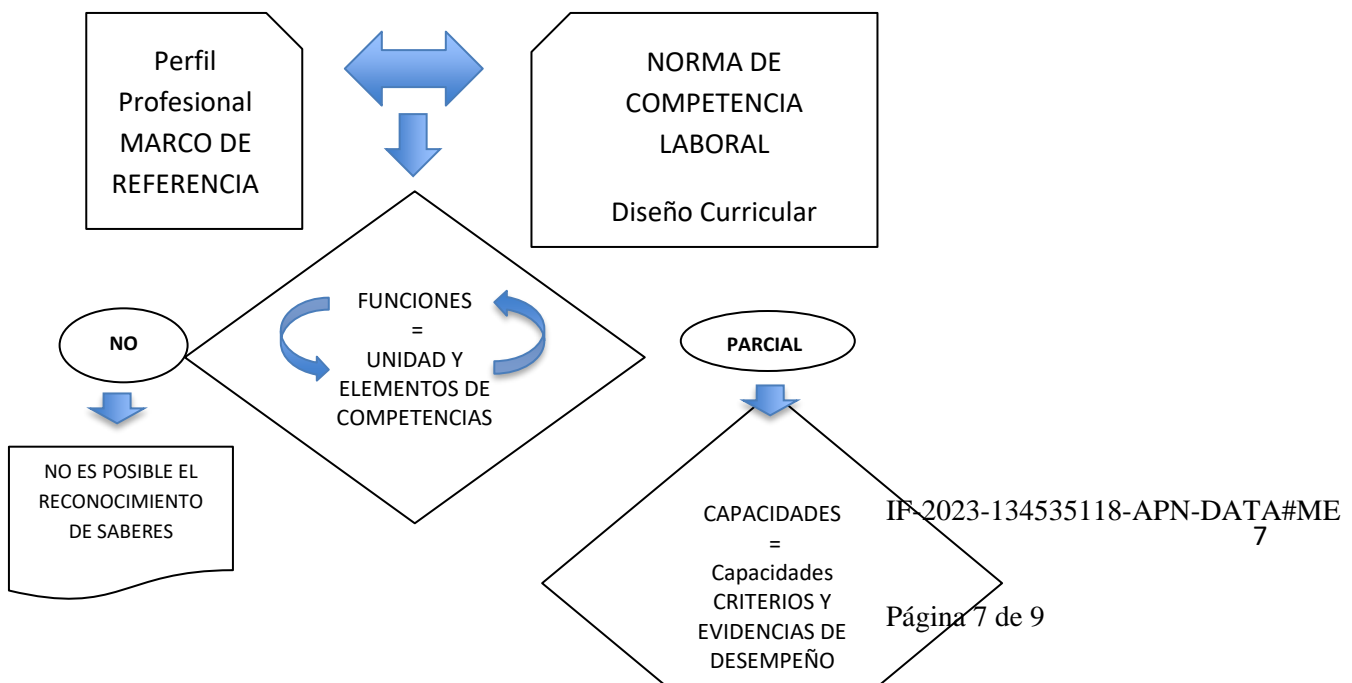 Perfil
Profesional
MARCO DE
REFERENCIA
NORMA DE
COMPETENCIA
LABORAL
Diseño Curricular
FUNCIONES
=
UNIDAD Y
ELEMENTOS DE
COMPETENCIAS
NO
PARCIAL
NO ES POSIBLE EL
RECONOCIMIENTO
DE SABERES
CAPACIDADES
=
Capacidades
CRITERIOS Y
EVIDENCIAS DE
DESEMPEÑO
IF-2023-134535118-APN-DATA#ME
7
Página 7 de 9